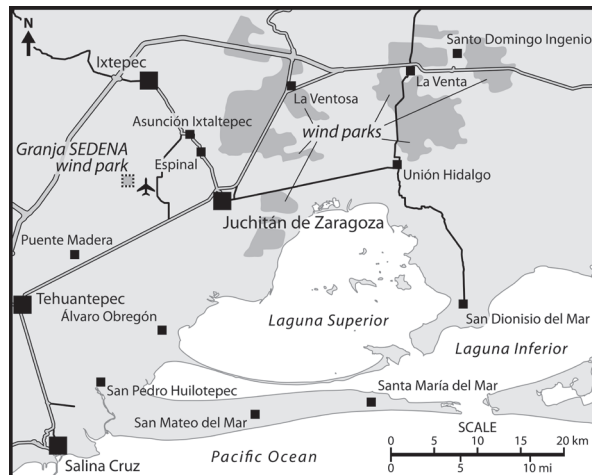 N
Ixtepec
Santo Domingo Ingenio
La Venta
La Ventosa
Asunción Ixtaltepec
wind parks
Granja SEDENA
wind park
Espinal
Unión Hidalgo
Juchitán de Zaragoza
Puente Madera
Tehuantepec
Álvaro Obregón
Laguna Superior
San Dionisio del Mar
Laguna Inferior
San Pedro Huilotepec
Santa María del Mar
San Mateo del Mar
SCALE
0 5 10 15 20 km
0 5 10 mi
Salina Cruz
Pacific Ocean